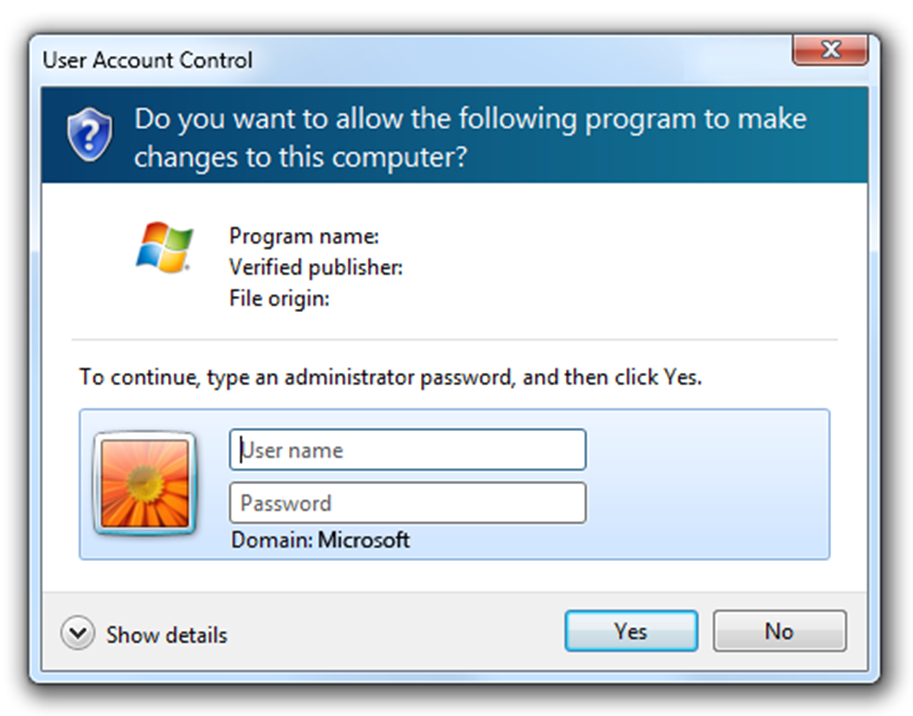 User Account Control
Do you want to allow the following program to make
changes to this computer?
Program name:
Verified publisher:
File origin:
To continue, type an administrator password, and then click Yes.
User name
Password
Domain: Microsoft
Show details
Yes
No